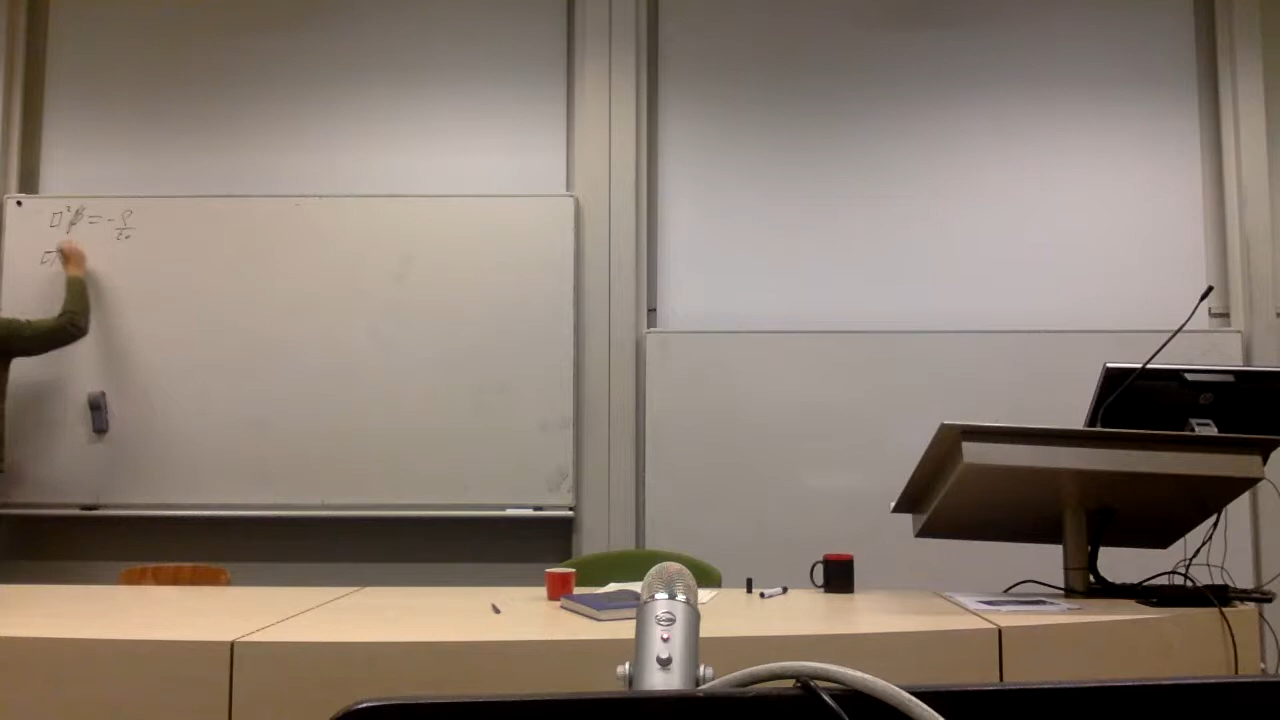 □²φ = -ρ/ε₀
□